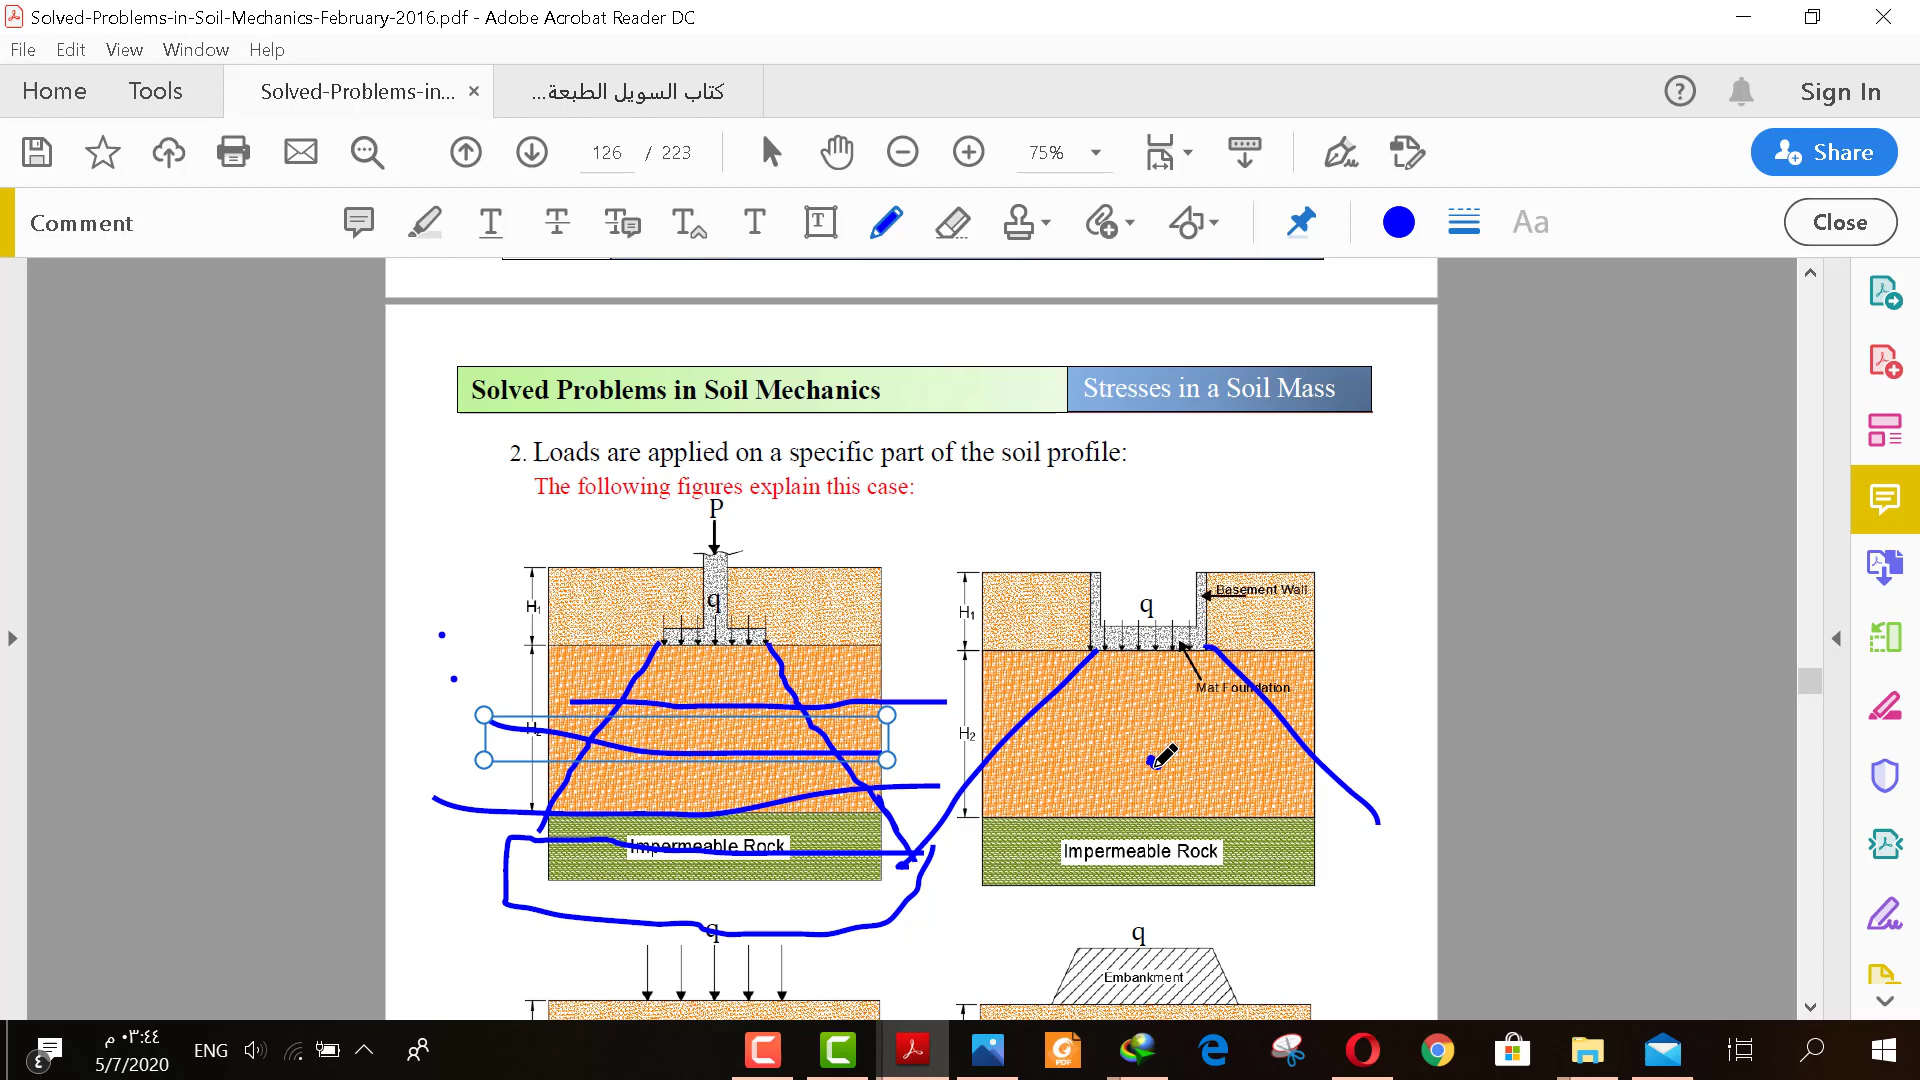 Solved-Problems-in-Soil-Mechanics-February-2016.pdf - Adobe Acrobat Reader DC
File Edit View Window Help
Home Tools Solved-Problems-in... × كتاب السويل الطبعة... Sign In
126 / 223 75% Share
Comment Aa Close
Solved Problems in Soil Mechanics Stresses in a Soil Mass
2. Loads are applied on a specific part of the soil profile:
The following figures explain this case:
P
q
H1
H2
Impermeable Rock
q
Basement Wall
H1
Mat Foundation
H2
Impermeable Rock
q
q
Embankment
٠٣:٤٤ م
5/7/2020
ENG
٤
PDF